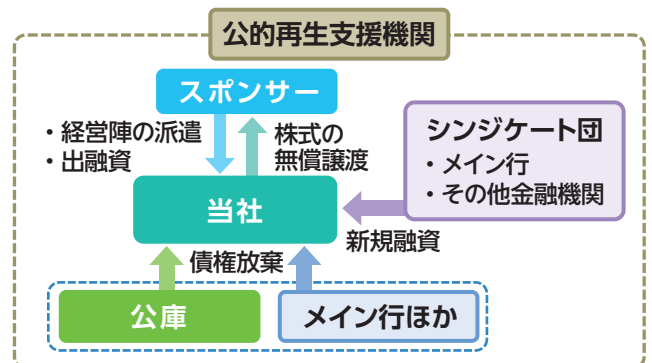 公的再生支援機関
スポンサー
・経営陣の派遣
・出融資
株式の
無償譲渡
シンジケート団
・メイン行
・その他金融機関
当社
新規融資
債権放棄
公庫
メイン行ほか